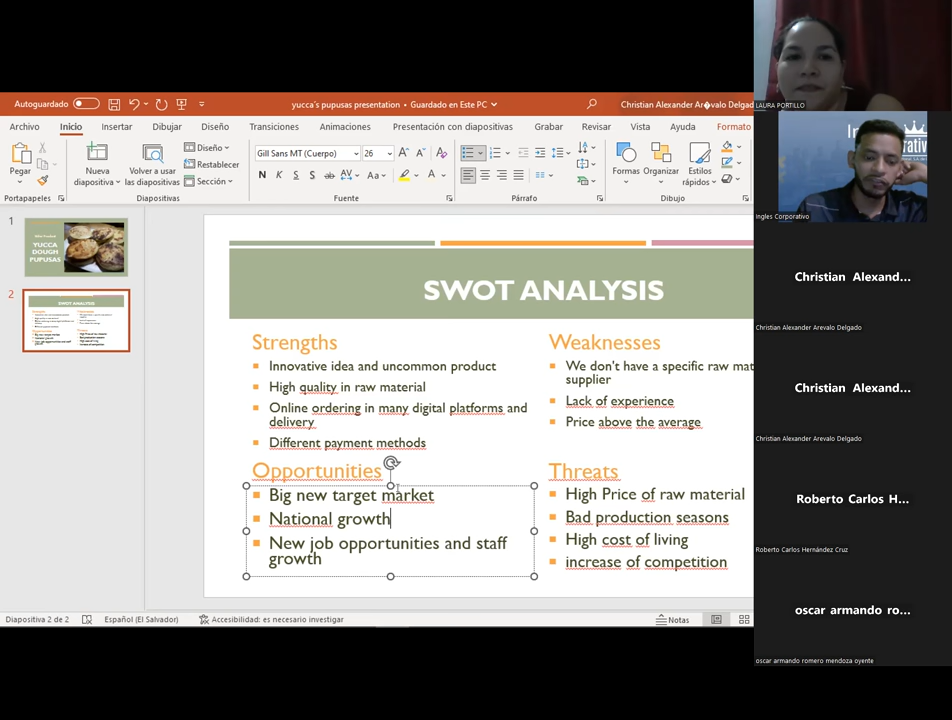 LAURA PORTILLO
Autoguardado
yucca's pupusas presentation • Guardado en Este PC
Christian Alexander Ar�valo Delgad
Archivo Inicio Insertar Dibujar Diseño Transiciones Animaciones Presentación con diapositivas Grabar Revisar Vista Ayuda Formato
Pegar
Nueva
diapositiva
Volver a usar
las diapositivas
Diseño
Restablecer
Sección
Gill Sans MT (Cuerpo) 26
N K S S ab AV Aa A
Formas Organizar Estilos
rápidos
Portapapeles Diapositivas Fuente Párrafo Dibujo
Ingles Corporativo
1
YUCCA
DOUGH
PUPUSAS
2
SWOT ANALYSIS
Strengths
Innovative idea and uncommon product
High quality in raw material
Online ordering in many digital platforms and
delivery
Different payment methods
Weaknesses
We don't have a specific raw mat
supplier
Lack of experience
Price above the average
Opportunities
Big new target market
National growth
New job opportunities and staff
growth
Threats
High Price of raw material
Bad production seasons
High cost of living
increase of competition
Christian Alexand...
Christian Alexander Arevalo Delgado
Christian Alexand...
Christian Alexander Arevalo Delgado
Roberto Carlos H...
Roberto Carlos Hernández Cruz
oscar armando ro...
oscar armando romero mendoza oyente
Diapositiva 2 de 2 Español (El Salvador) Accesibilidad: es necesario investigar Notas